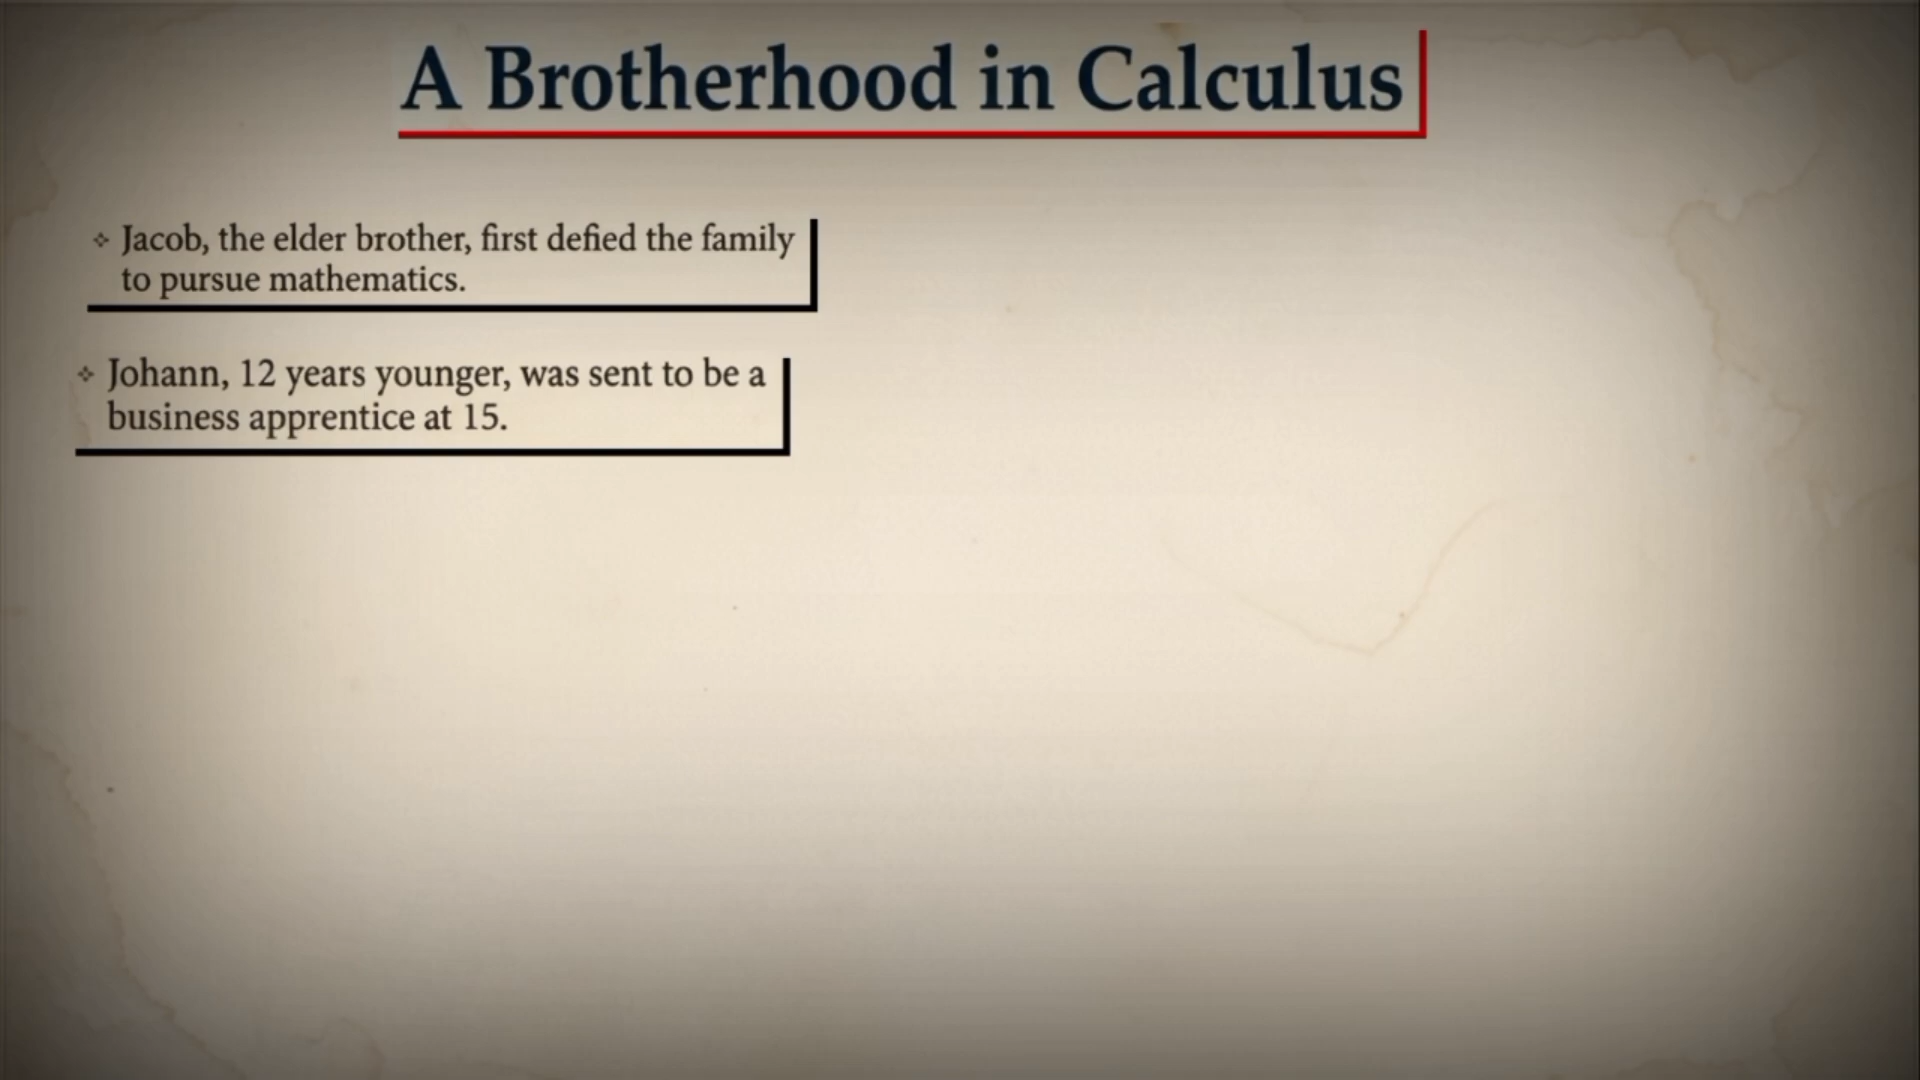 A Brotherhood in Calculus
❖ Jacob, the elder brother, first defied the family
to pursue mathematics.
❖ Johann, 12 years younger, was sent to be a
business apprentice at 15.